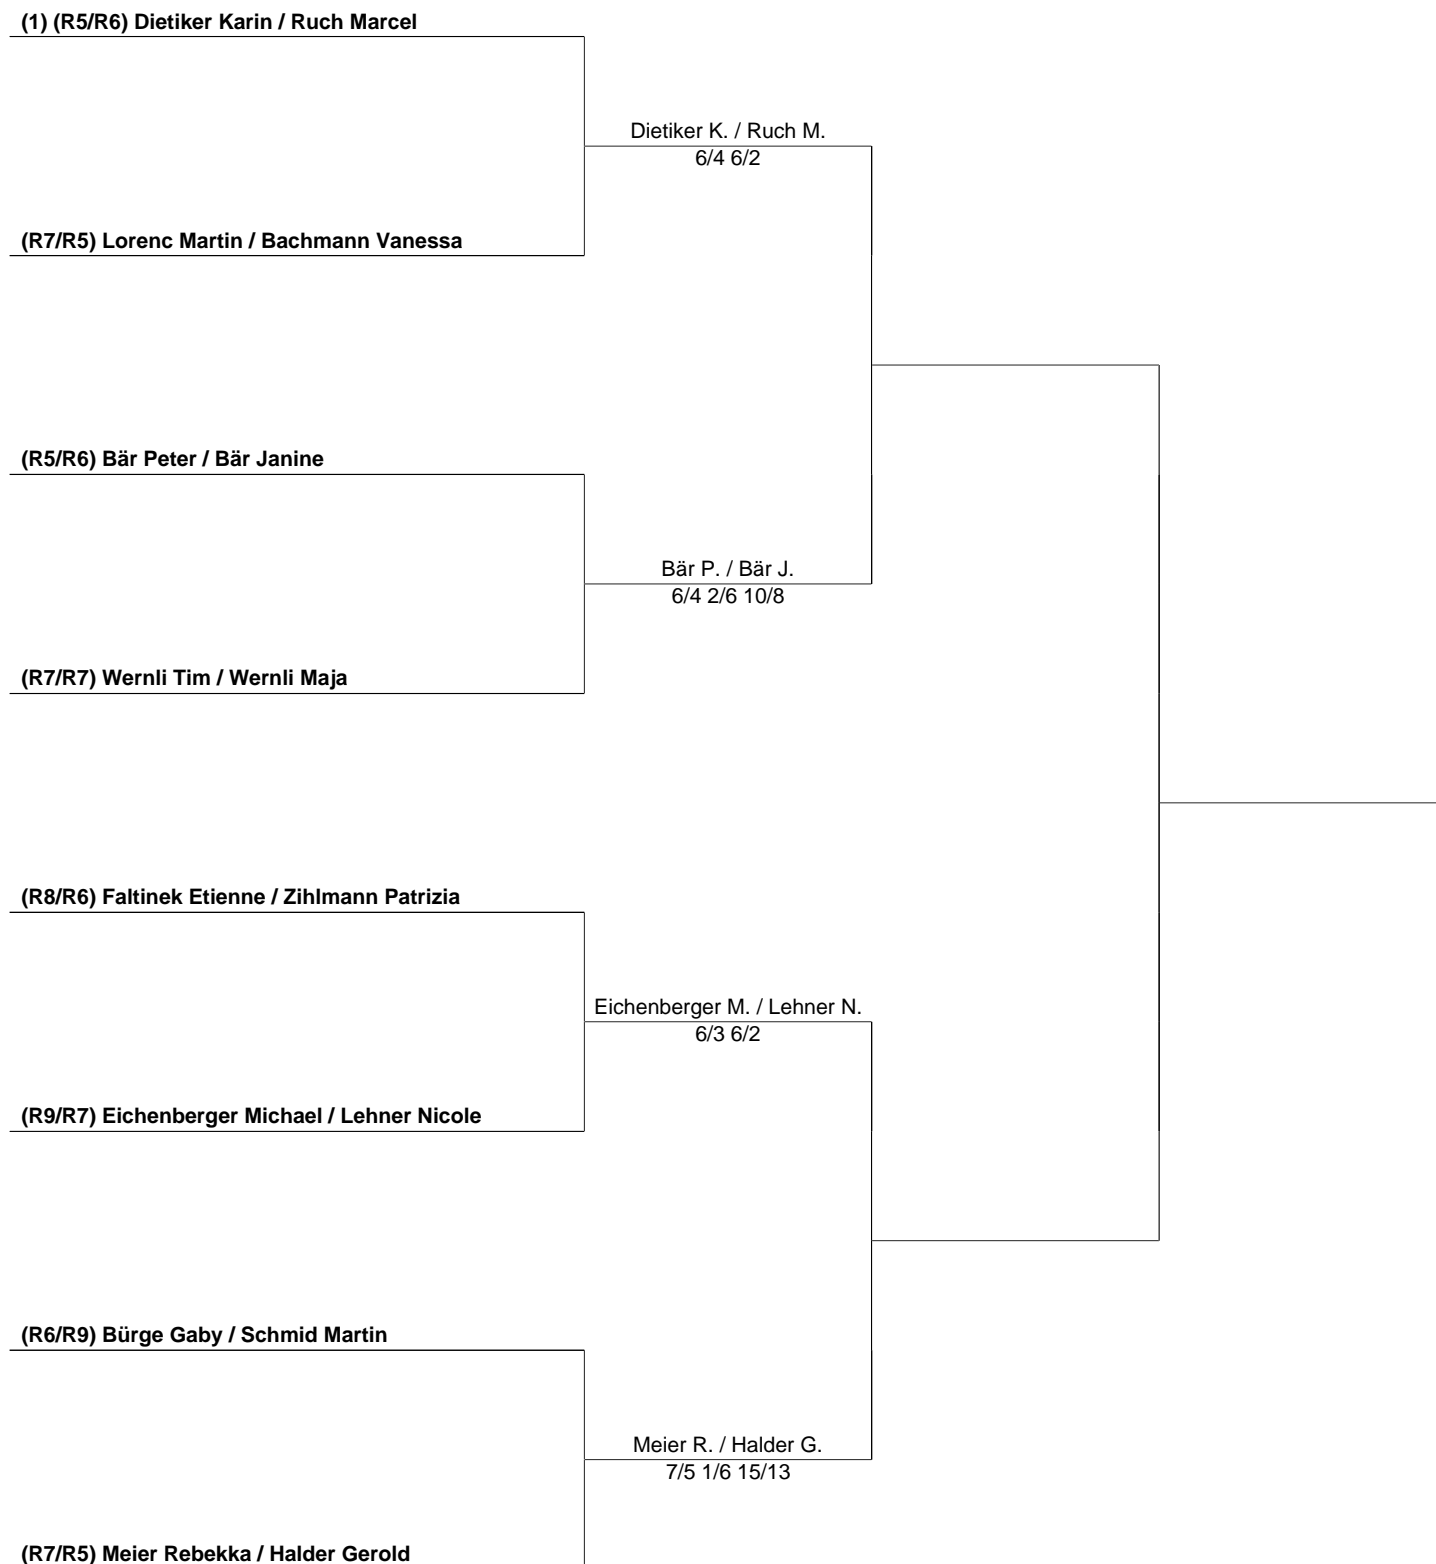 (1) (R5/R6) Dietiker Karin / Ruch Marcel
Dietiker K. / Ruch M.
6/4 6/2
(R7/R5) Lorenc Martin / Bachmann Vanessa
(R5/R6) Bär Peter / Bär Janine
Bär P. / Bär J.
6/4 2/6 10/8
(R7/R7) Wernli Tim / Wernli Maja
(R8/R6) Faltinek Etienne / Zihlmann Patrizia
Eichenberger M. / Lehner N.
6/3 6/2
(R9/R7) Eichenberger Michael / Lehner Nicole
(R6/R9) Bürge Gaby / Schmid Martin
Meier R. / Halder G.
7/5 1/6 15/13
(R7/R5) Meier Rebekka / Halder Gerold